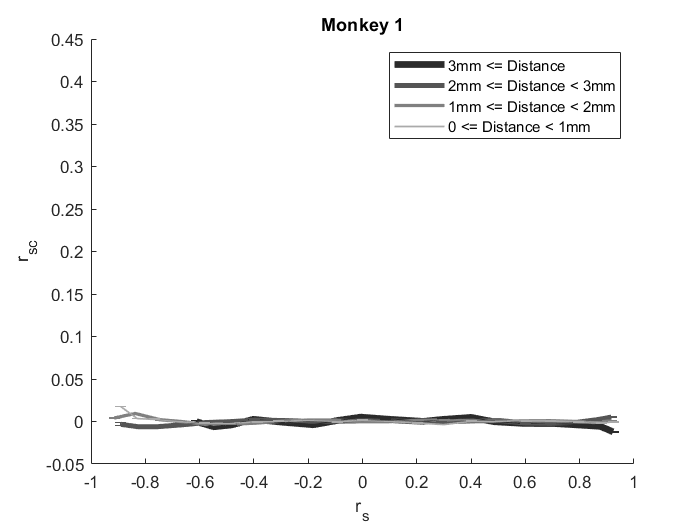 Monkey 1
0.45
0.4
0.35
0.3
0.25
0.2
0.15
0.1
0.05
0
-0.05
r_sc
3mm <= Distance
2mm <= Distance < 3mm
1mm <= Distance < 2mm
0 <= Distance < 1mm
-1 -0.8 -0.6 -0.4 -0.2 0 0.2 0.4 0.6 0.8 1
r_s